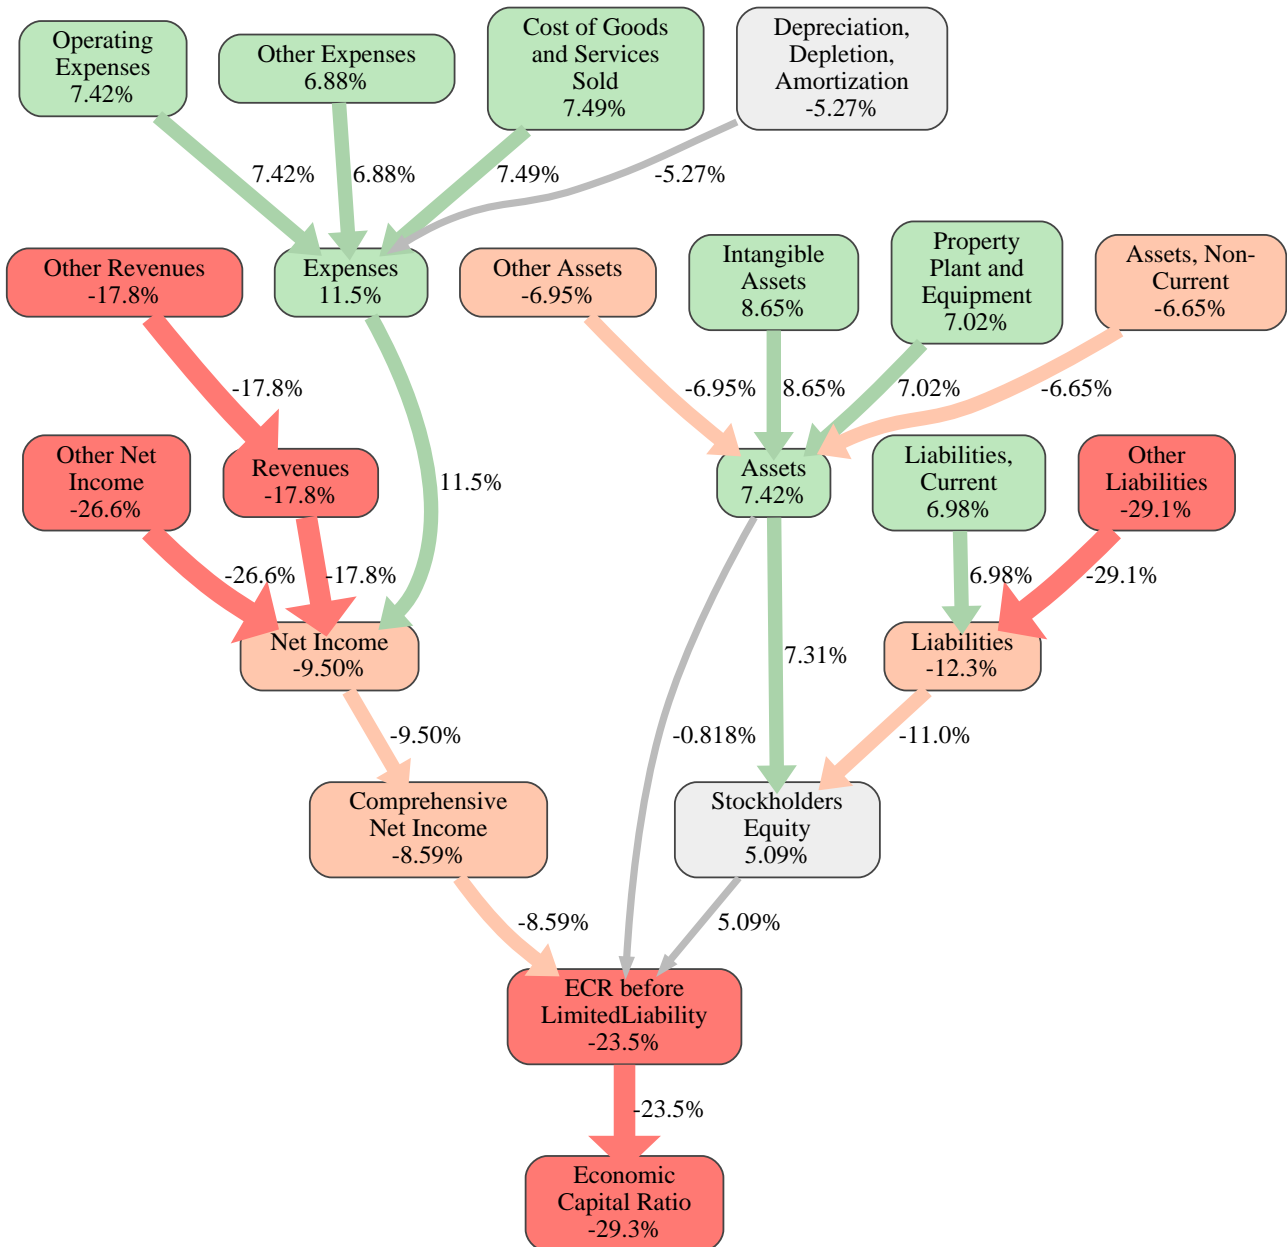 Operating
Expenses
7.42%
Other Expenses
6.88%
Cost of Goods
and Services
Sold
7.49%
Depreciation,
Depletion,
Amortization
-5.27%
7.42%
6.88%
7.49%
-5.27%
Other Revenues
-17.8%
Expenses
11.5%
Other Assets
-6.95%
Intangible
Assets
8.65%
Property
Plant and
Equipment
7.02%
Assets, Non-
Current
-6.65%
-17.8%
-6.95%
8.65%
7.02%
-6.65%
Other Net
Income
-26.6%
Revenues
-17.8%
11.5%
Assets
7.42%
Liabilities,
Current
6.98%
Other
Liabilities
-29.1%
-26.6%
-17.8%
6.98%
-29.1%
Net Income
-9.50%
7.31%
Liabilities
-12.3%
-9.50%
-0.818%
-11.0%
Comprehensive
Net Income
-8.59%
Stockholders
Equity
5.09%
-8.59%
5.09%
ECR before
LimitedLiability
-23.5%
-23.5%
Economic
Capital Ratio
-29.3%